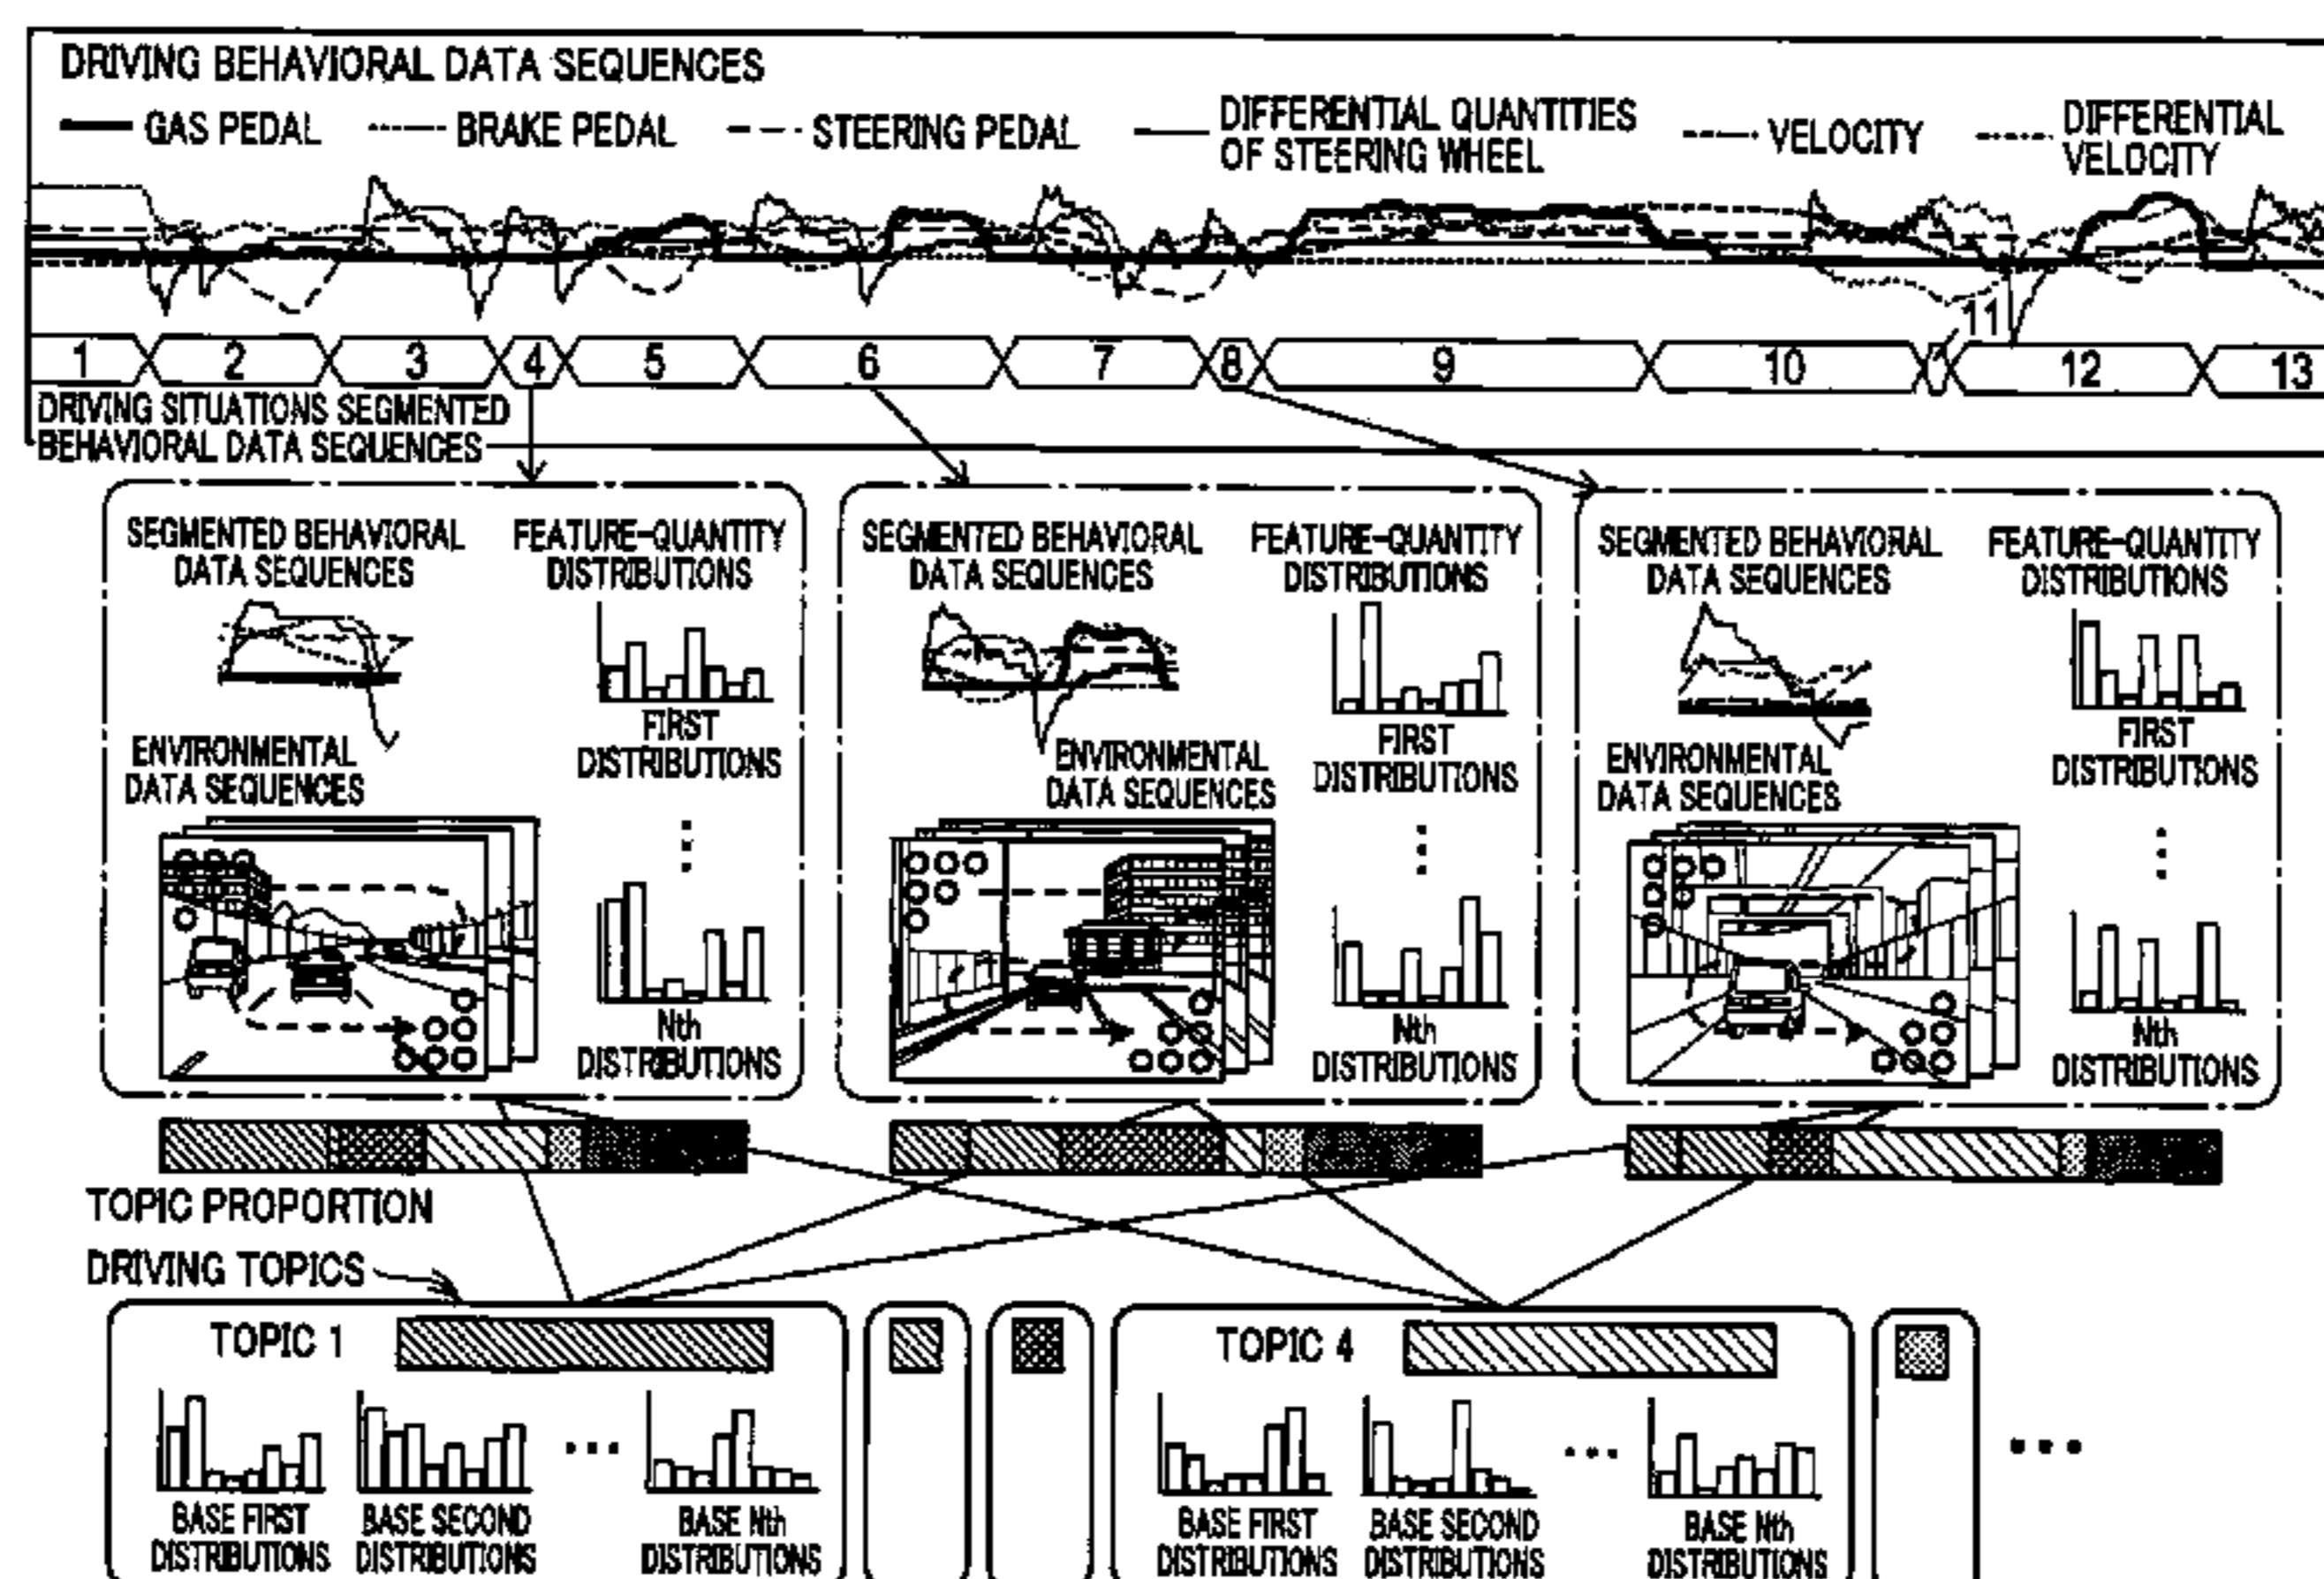 DRIVING BEHAVIORAL DATA SEQUENCES
GAS PEDAL
BRAKE PEDAL
STEERING PEDAL
DIFFERENTIAL QUANTITIES
OF STEERING WHEEL
VELOCITY
DIFFERENTIAL
VELOCITY
11
1 2 3 4 5 6 7 8 9 10 12 13
DRIVING SITUATIONS SEGMENTED
BEHAVIORAL DATA SEQUENCES
SEGMENTED BEHAVIORAL
DATA SEQUENCES
FEATURE-QUANTITY
DISTRIBUTIONS
FIRST
DISTRIBUTIONS
ENVIRONMENTAL
DATA SEQUENCES
Nth
DISTRIBUTIONS
SEGMENTED BEHAVIORAL
DATA SEQUENCES
FEATURE-QUANTITY
DISTRIBUTIONS
FIRST
DISTRIBUTIONS
ENVIRONMENTAL
DATA SEQUENCES
Nth
DISTRIBUTIONS
SEGMENTED BEHAVIORAL
DATA SEQUENCES
FEATURE-QUANTITY
DISTRIBUTIONS
FIRST
DISTRIBUTIONS
ENVIRONMENTAL
DATA SEQUENCES
Nth
DISTRIBUTIONS
TOPIC PROPORTION
DRIVING TOPICS
TOPIC 1
BASE FIRST
DISTRIBUTIONS
BASE SECOND
DISTRIBUTIONS
...
BASE Nth
DISTRIBUTIONS
TOPIC 4
BASE FIRST
DISTRIBUTIONS
BASE SECOND
DISTRIBUTIONS
...
BASE Nth
DISTRIBUTIONS
...